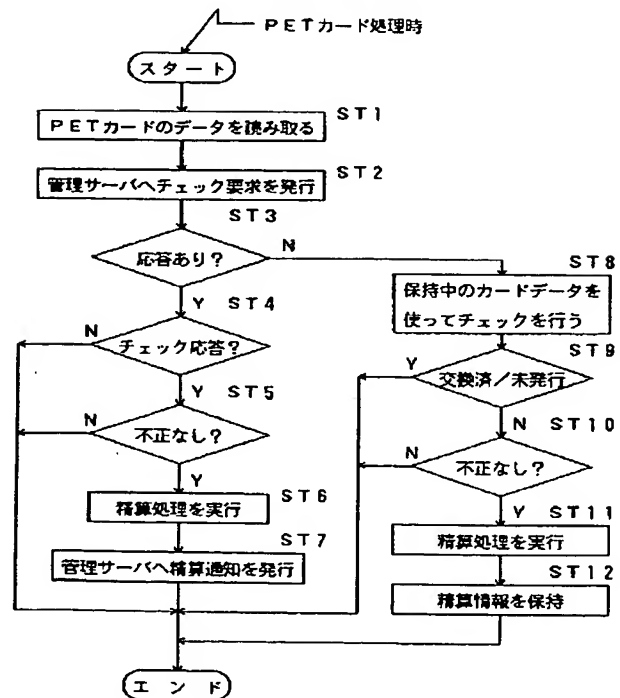 PETカード処理時
スタート
ST1
PETカードのデータを読み取る
ST2
管理サーバへチェック要求を発行
ST3
応答あり?
N
Y
ST4
チェック応答?
N
Y
ST5
不正なし?
N
Y
ST6
精算処理を実行
ST7
管理サーバへ精算通知を発行
ST8
保持中のカードデータを
使ってチェックを行う
ST9
Y
交換済/未発行
N
ST10
N
不正なし?
Y
ST11
精算処理を実行
ST12
精算情報を保持
エンド